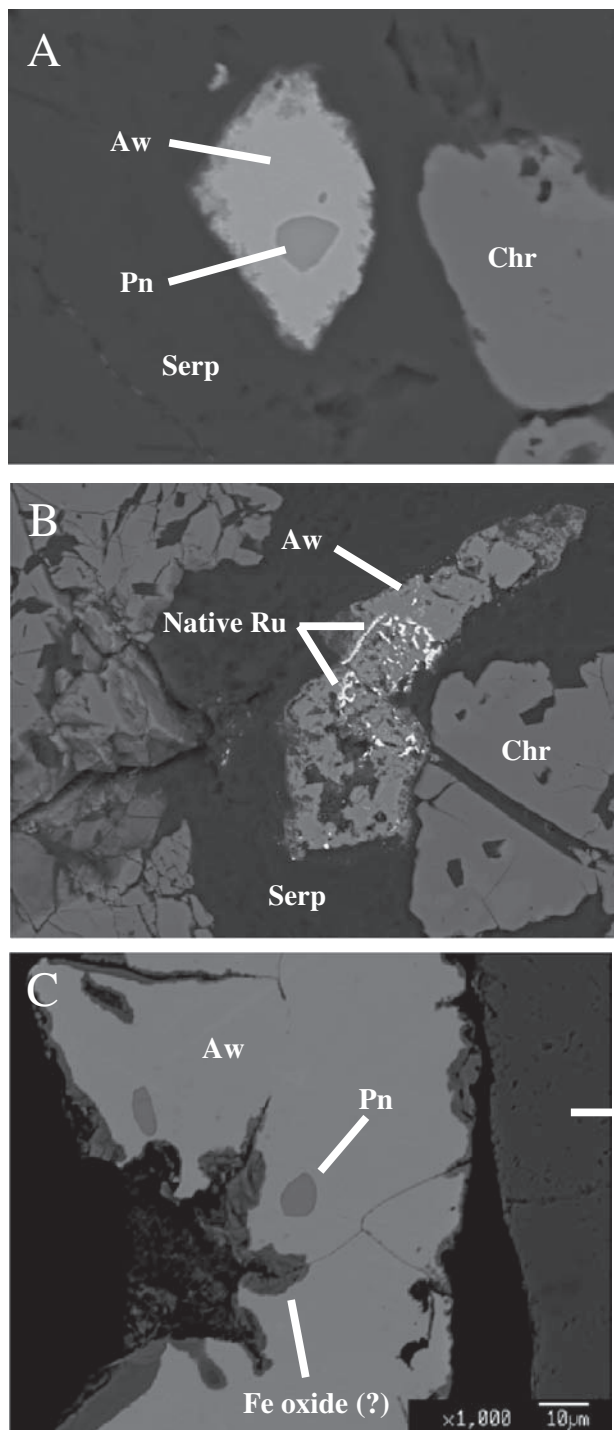 A
Aw
Pn
Chr
Serp
B
Aw
Native Ru
Chr
Serp
C
Aw
Pn
Fe oxide (?)
×1,000 10μm